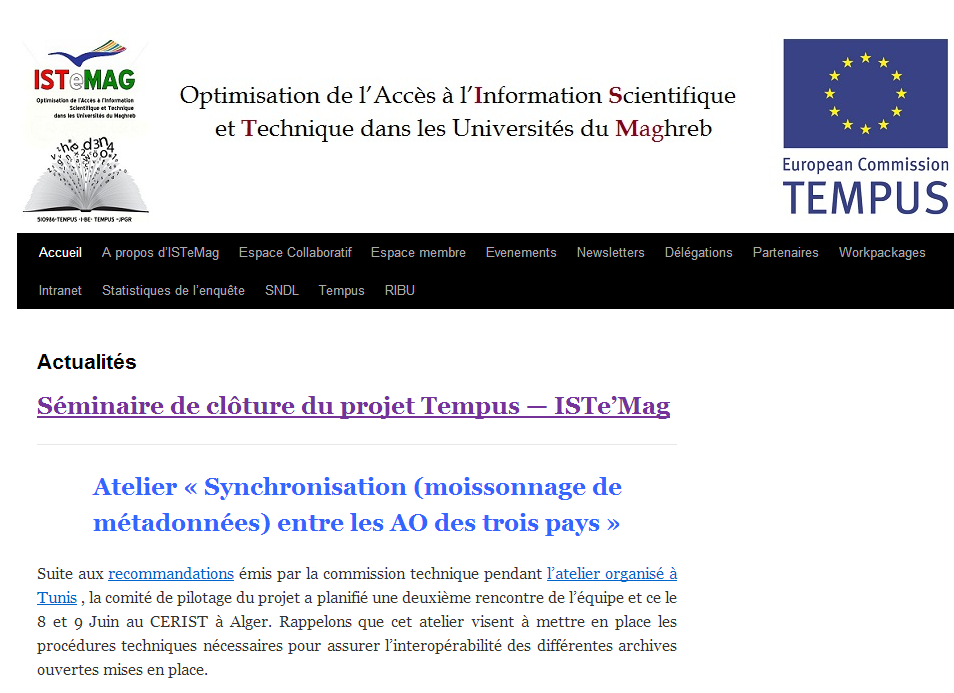 ISTeMAG
Optimisation de l'Accès à l'Information
Scientifique et Technique
dans les Universités du Maghreb
510986-TEMPUS -1-BE- TEMPUS -JPGR
Optimisation de l'Accès à l'Information Scientifique
et Technique dans les Universités du Maghreb
European Commission
TEMPUS
Accueil A propos d'ISTeMag Espace Collaboratif Espace membre Evenements Newsletters Délégations Partenaires Workpackages
Intranet Statistiques de l'enquête SNDL Tempus RIBU
Actualités
Séminaire de clôture du projet Tempus — ISTe'Mag
Atelier « Synchronisation (moissonnage de
métadonnées) entre les AO des trois pays »
Suite aux recommandations émis par la commission technique pendant l'atelier organisé à
Tunis , la comité de pilotage du projet a planifié une deuxième rencontre de l'équipe et ce le
8 et 9 Juin au CERIST à Alger. Rappelons que cet atelier visent à mettre en place les
procédures techniques nécessaires pour assurer l'interopérabilité des différentes archives
ouvertes mises en place.